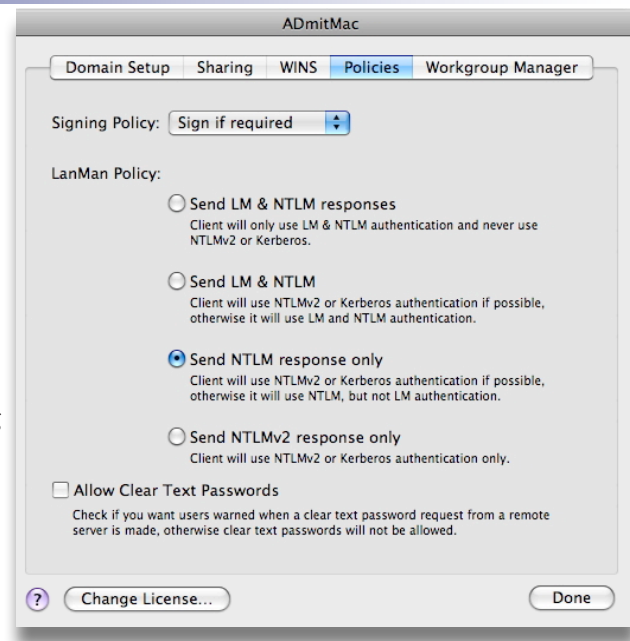 ADmitMac
Domain Setup Sharing WINS Policies Workgroup Manager
Signing Policy: Sign if required
LanMan Policy:
Send LM & NTLM responses
Client will only use LM & NTLM authentication and never use
NTLMv2 or Kerberos.
Send LM & NTLM
Client will use NTLMv2 or Kerberos authentication if possible,
otherwise it will use LM and NTLM authentication.
Send NTLM response only
Client will use NTLMv2 or Kerberos authentication if possible,
otherwise it will use NTLM, but not LM authentication.
Send NTLMv2 response only
Client will use NTLMv2 or Kerberos authentication only.
Allow Clear Text Passwords
Check if you want users warned when a clear text password request from a remote
server is made, otherwise clear text passwords will not be allowed.
? Change License... Done